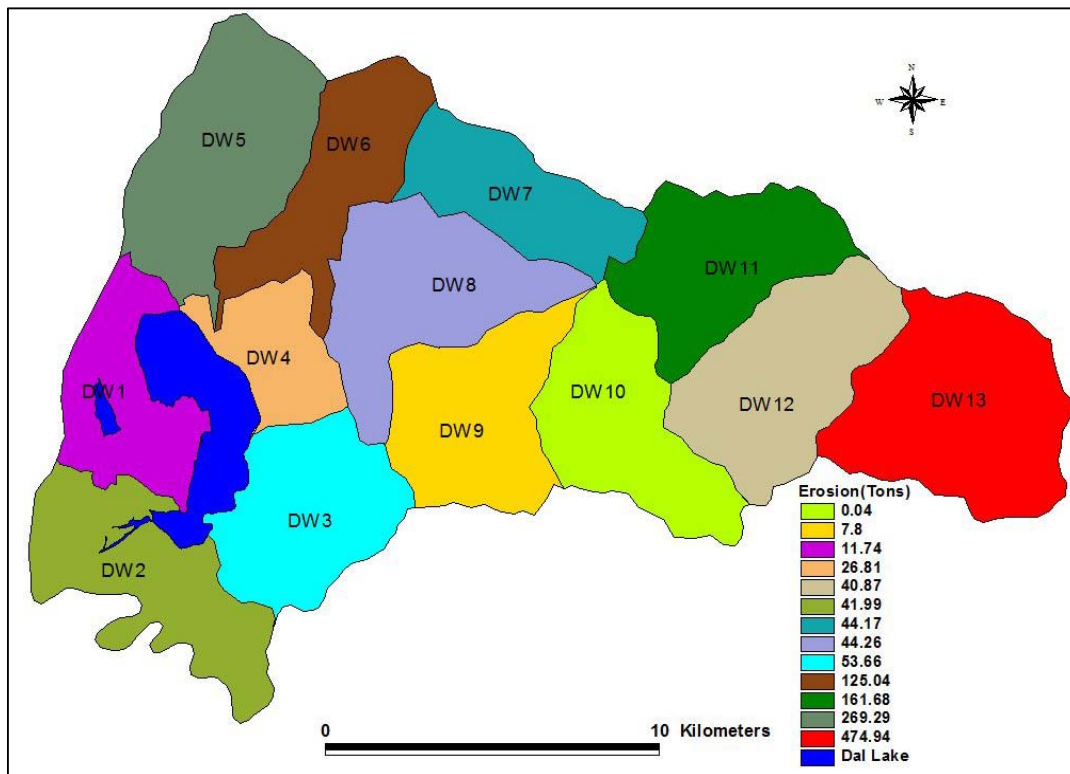 N
W E
S
DW5
DW6
DW7
DW11
DW8
DW4
DW1
DW10
DW12
DW13
DW9
DW3
DW2
Erosion(Tons)
0.04
7.8
11.74
26.81
40.87
41.99
44.17
44.26
53.66
125.04
161.68
269.29
474.94
Dal Lake
0 10 Kilometers